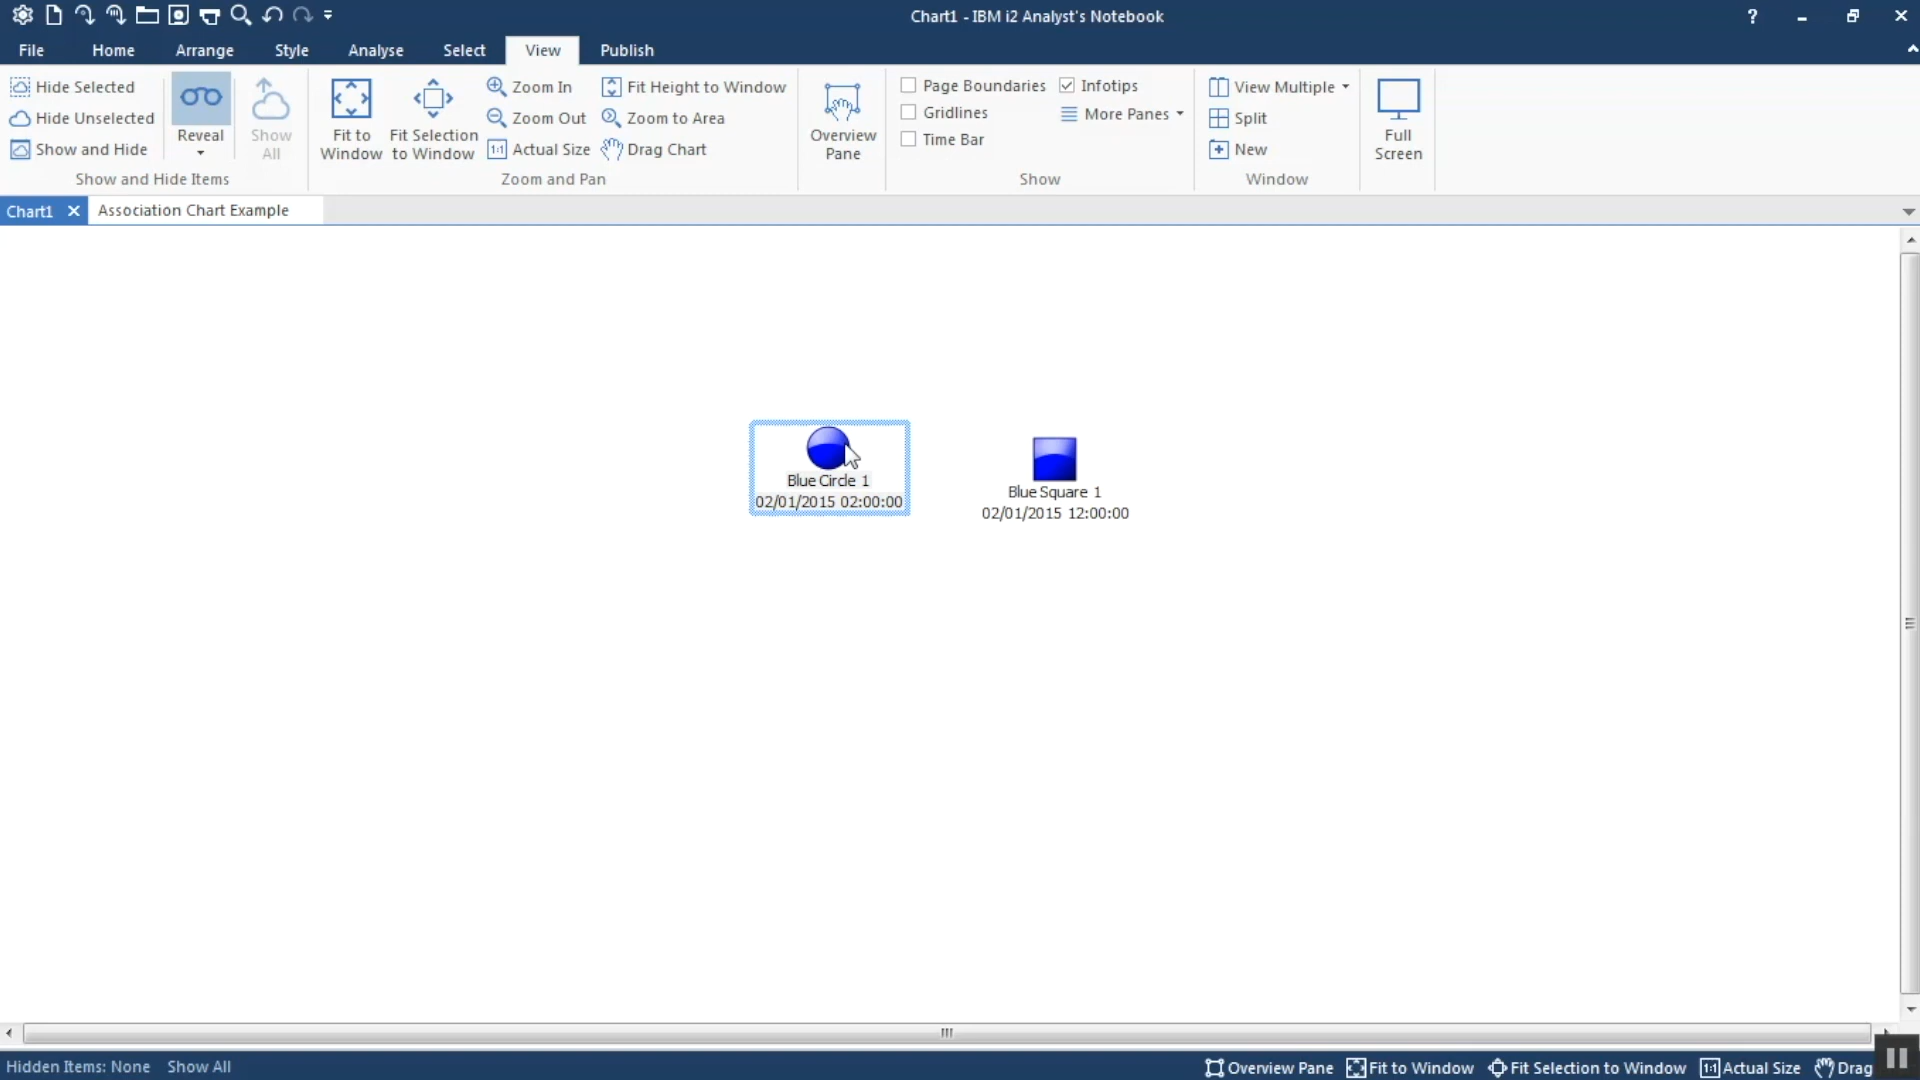 Chart1 - IBM i2 Analyst's Notebook
?
File Home Arrange Style Analyse Select View Publish
Hide Selected
Hide Unselected
Show and Hide
Reveal
Show
All
Show and Hide Items
Fit to
Window
Fit Selection
to Window
Zoom In
Zoom Out
1:1 Actual Size
Fit Height to Window
Zoom to Area
Drag Chart
Zoom and Pan
Overview
Pane
Page Boundaries
Gridlines
Time Bar
Infotips
More Panes
Show
View Multiple
Split
New
Window
Full
Screen
Chart1
Association Chart Example
Blue Circle 1
02/01/2015 02:00:00
Blue Square 1
02/01/2015 12:00:00
Hidden Items: None Show All
Overview Pane Fit to Window Fit Selection to Window 1:1 Actual Size Drag